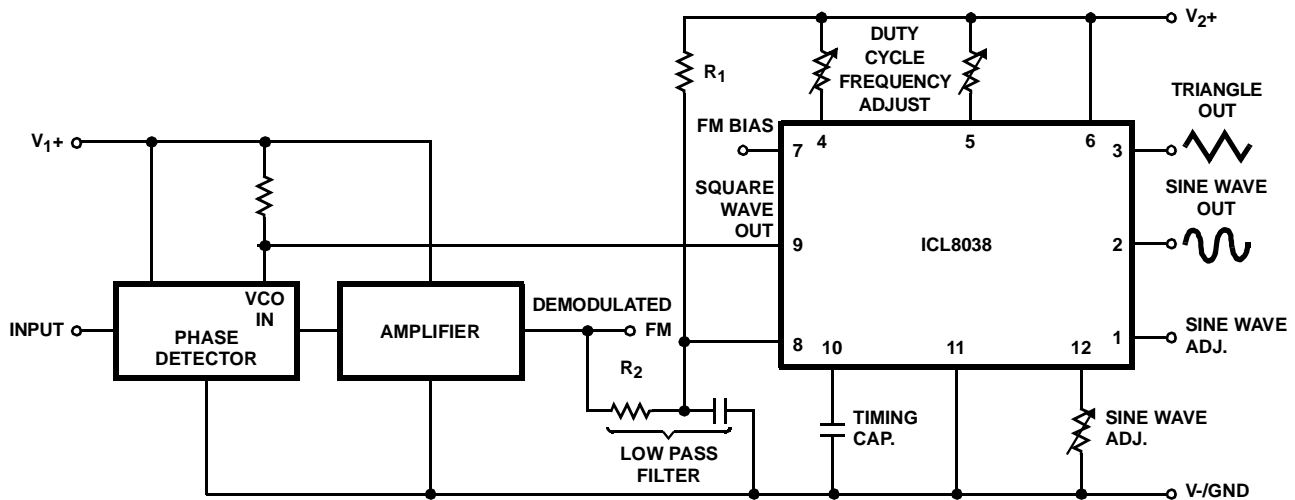 V2+
DUTY
CYCLE
FREQUENCY
ADJUST
R1
V1+
FM BIAS
7
4
5
6
3
TRIANGLE
OUT
SQUARE
WAVE
OUT
9
ICL8038
2
SINE WAVE
OUT
INPUT
VCO
IN
PHASE
DETECTOR
AMPLIFIER
DEMODULATED
FM
8
10
11
12
1
SINE WAVE
ADJ.
R2
LOW PASS
FILTER
TIMING
CAP.
SINE WAVE
ADJ.
V-/GND